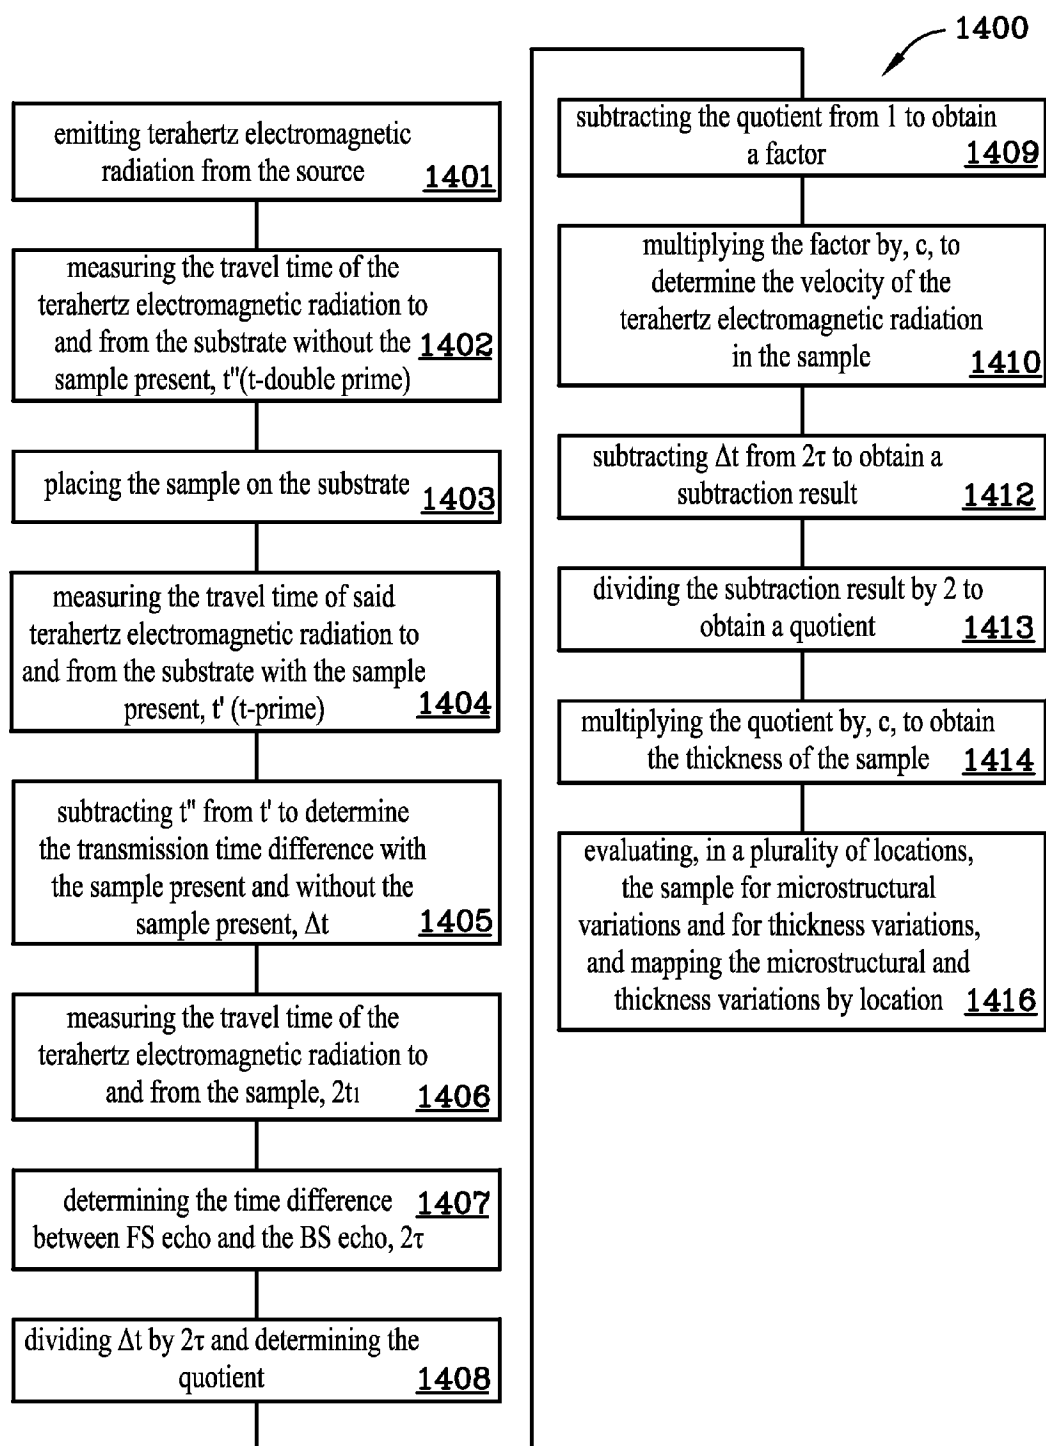 1400
emitting terahertz electromagnetic
radiation from the source 1401
measuring the travel time of the
terahertz electromagnetic radiation to
and from the substrate without the 1402
sample present, t"(t-double prime)
placing the sample on the substrate 1403
measuring the travel time of said
terahertz electromagnetic radiation to
and from the substrate with the sample
present, t' (t-prime) 1404
subtracting t" from t' to determine
the transmission time difference with
the sample present and without the
sample present, Δt 1405
measuring the travel time of the
terahertz electromagnetic radiation to
and from the sample, 2t1 1406
determining the time difference 1407
between FS echo and the BS echo, 2τ
dividing Δt by 2τ and determining the
quotient 1408
subtracting the quotient from 1 to obtain
a factor 1409
multiplying the factor by, c, to
determine the velocity of the
terahertz electromagnetic radiation
in the sample 1410
subtracting Δt from 2τ to obtain a
subtraction result 1412
dividing the subtraction result by 2 to
obtain a quotient 1413
multiplying the quotient by, c, to obtain
the thickness of the sample 1414
evaluating, in a plurality of locations,
the sample for microstructural
variations and for thickness variations,
and mapping the microstructural and
thickness variations by location 1416